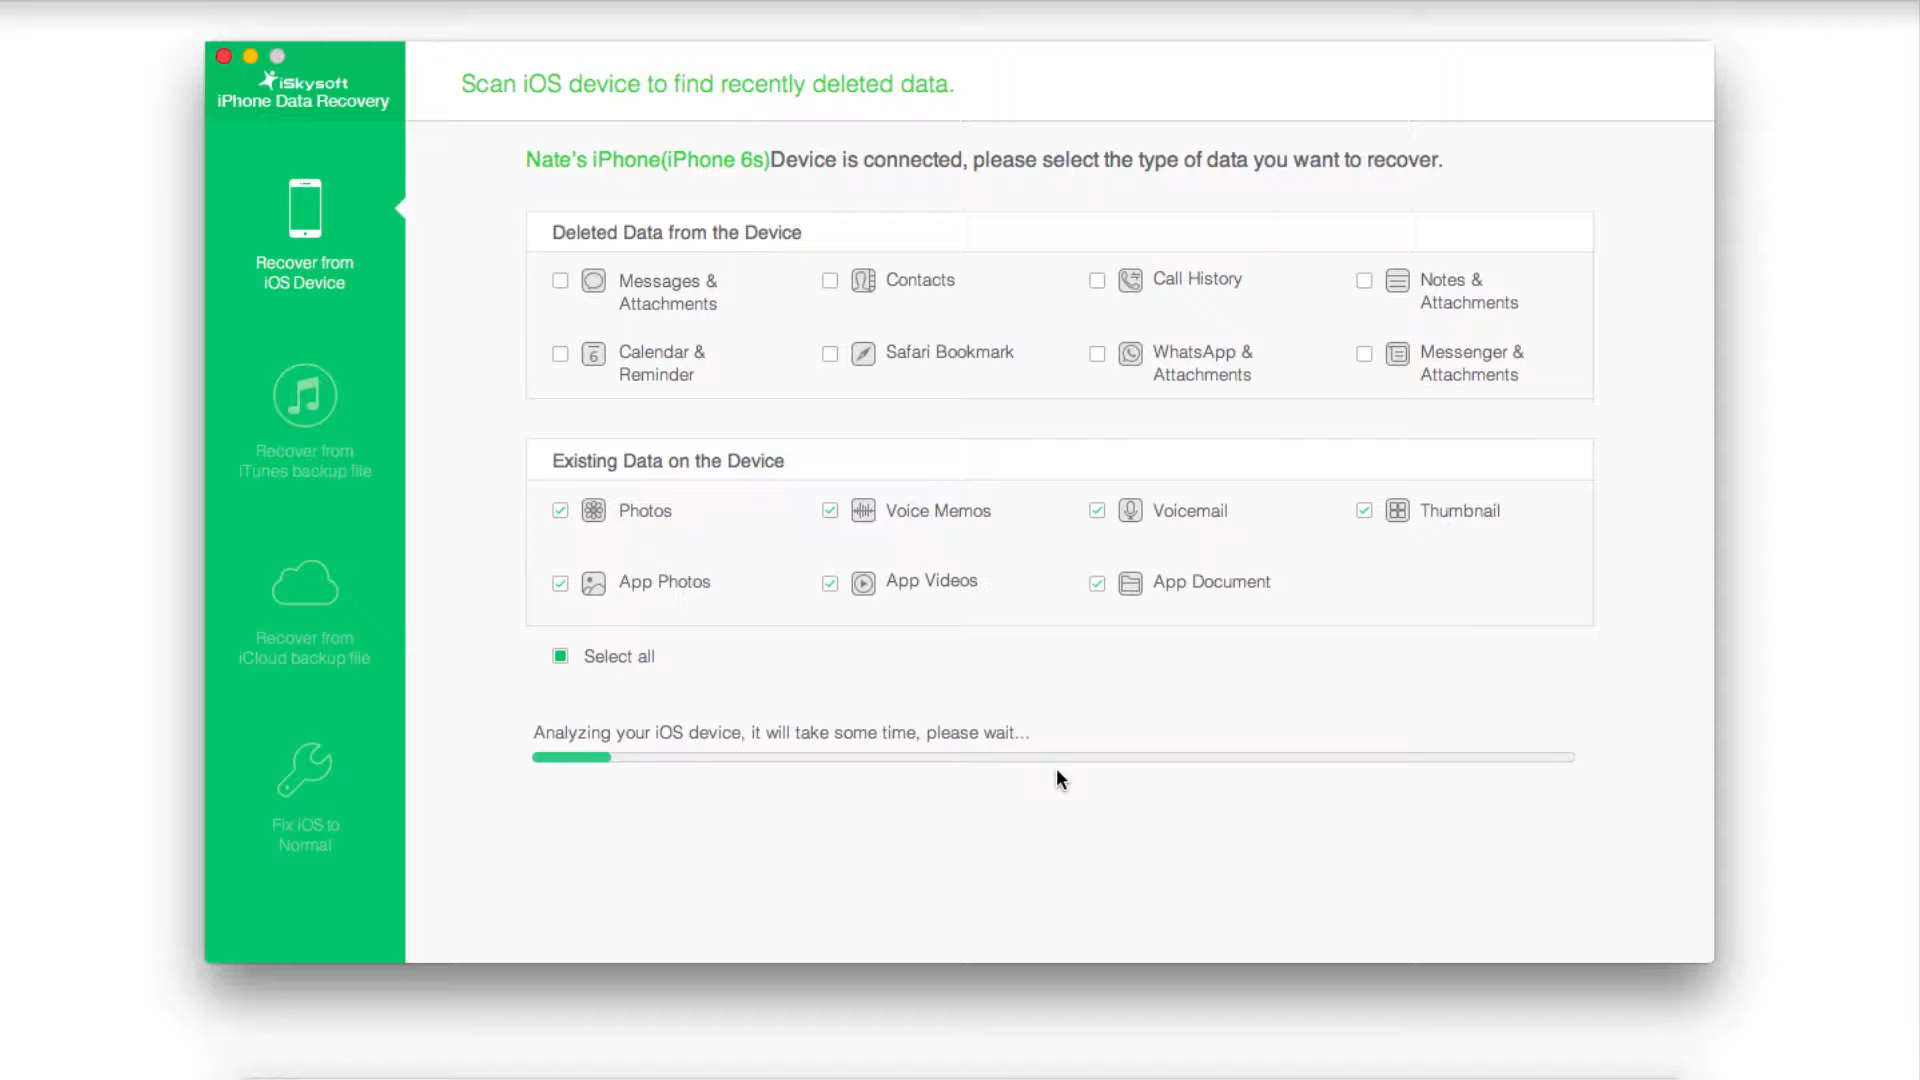 iSkysoft
iPhone Data Recovery
Scan iOS device to find recently deleted data.
Nate's iPhone(iPhone 6s)Device is connected, please select the type of data you want to recover.
Recover from
iOS Device
Recover from
iTunes backup file
Recover from
iCloud backup file
Fix iOS to
Normal
Deleted Data from the Device
Messages &
Attachments
Contacts
Call History
Notes &
Attachments
6
Calendar &
Reminder
Safari Bookmark
WhatsApp &
Attachments
Messenger &
Attachments
Existing Data on the Device
Photos
Voice Memos
Voicemail
Thumbnail
App Photos
App Videos
App Document
Select all
Analyzing your iOS device, it will take some time, please wait...